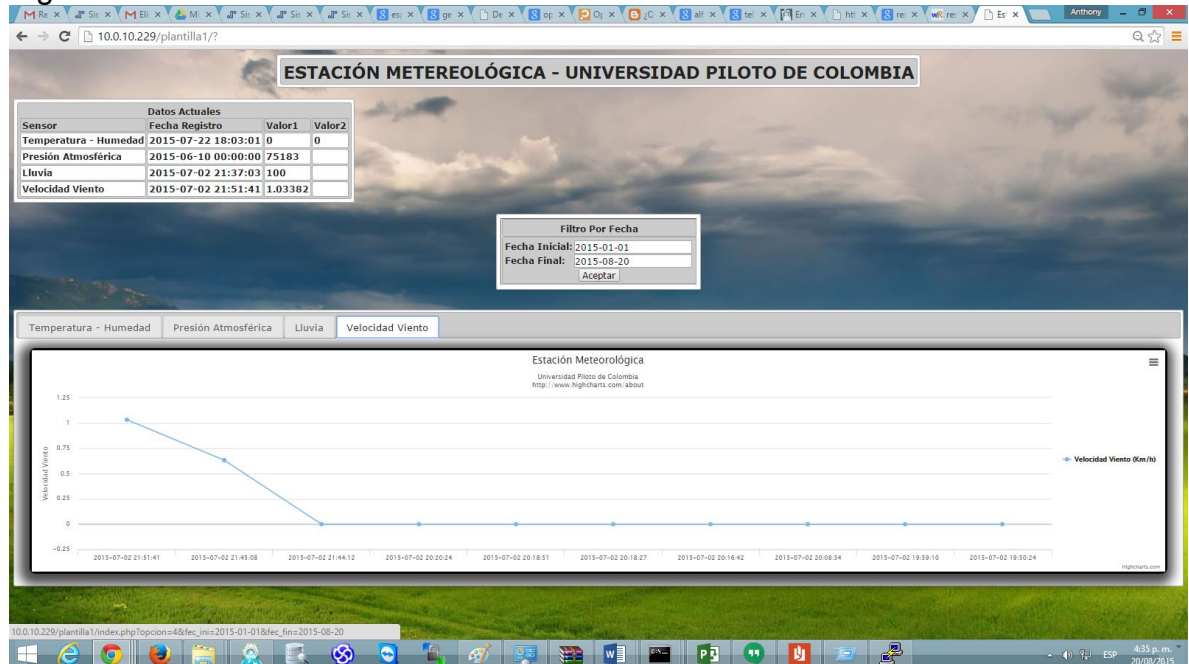 Anthony
10.0.10.229/plantilla1/?
ESTACIÓN METEREOLÓGICA - UNIVERSIDAD PILOTO DE COLOMBIA
Datos Actuales
Sensor Fecha Registro Valor1 Valor2
Temperatura - Humedad 2015-07-22 18:03:01 0 0
Presión Atmosférica 2015-06-10 00:00:00 75183
Lluvia 2015-07-02 21:37:03 100
Velocidad Viento 2015-07-02 21:51:41 1.03382
Filtro Por Fecha
Fecha Inicial: 2015-01-01
Fecha Final: 2015-08-20
Aceptar
Temperatura - Humedad Presión Atmosférica Lluvia Velocidad Viento
Estación Meteorológica
Universidad Piloto de Colombia
http://www.highcharts.com/about
1.25
1
0.75
0.5
0.25
0
-0.25
Velocidad Viento
Velocidad Viento (Km/h)
2015-07-02 21:51:41 2015-07-02 21:45:08 2015-07-02 21:44:12 2015-07-02 20:20:24 2015-07-02 20:18:51 2015-07-02 20:18:27 2015-07-02 20:16:42 2015-07-02 20:08:54 2015-07-02 19:59:10 2015-07-02 19:50:24
Highcharts.com
10.0.10.229/plantilla1/index.php?opcion=4&fec_ini=2015-01-01&fec_fin=2015-08-20
ESP
4:35 p. m.
20/08/2015